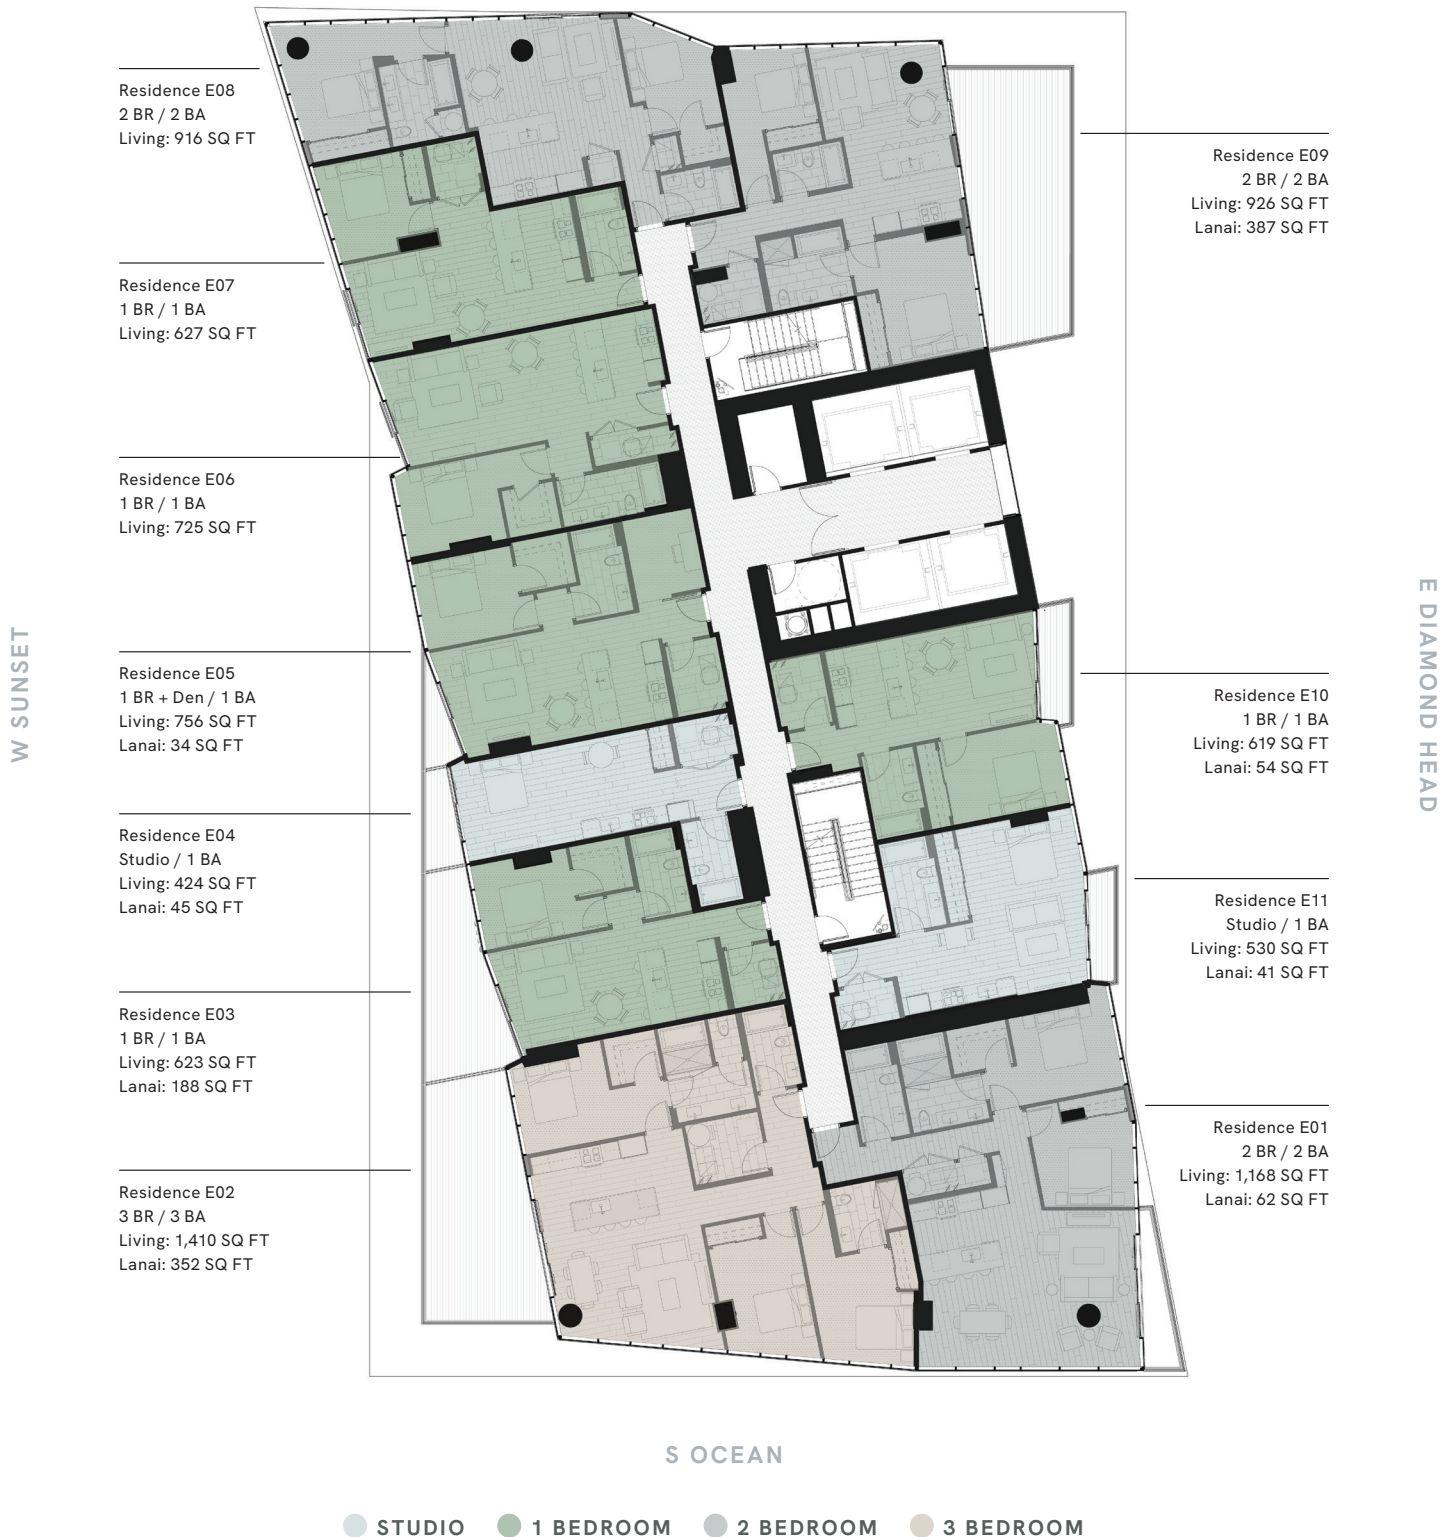 Residence E08
2 BR / 2 BA
Living: 916 SQ FT
Residence E09
2 BR / 2 BA
Living: 926 SQ FT
Lanai: 387 SQ FT
Residence E07
1 BR / 1 BA
Living: 627 SQ FT
Residence E06
1 BR / 1 BA
Living: 725 SQ FT
W SUNSET
E DIAMOND HEAD
Residence E05
1 BR + Den / 1 BA
Living: 756 SQ FT
Lanai: 34 SQ FT
Residence E10
1 BR / 1 BA
Living: 619 SQ FT
Lanai: 54 SQ FT
Residence E04
Studio / 1 BA
Living: 424 SQ FT
Lanai: 45 SQ FT
Residence E11
Studio / 1 BA
Living: 530 SQ FT
Lanai: 41 SQ FT
Residence E03
1 BR / 1 BA
Living: 623 SQ FT
Lanai: 188 SQ FT
Residence E01
2 BR / 2 BA
Living: 1,168 SQ FT
Lanai: 62 SQ FT
Residence E02
3 BR / 3 BA
Living: 1,410 SQ FT
Lanai: 352 SQ FT
S OCEAN
STUDIO 1 BEDROOM 2 BEDROOM 3 BEDROOM